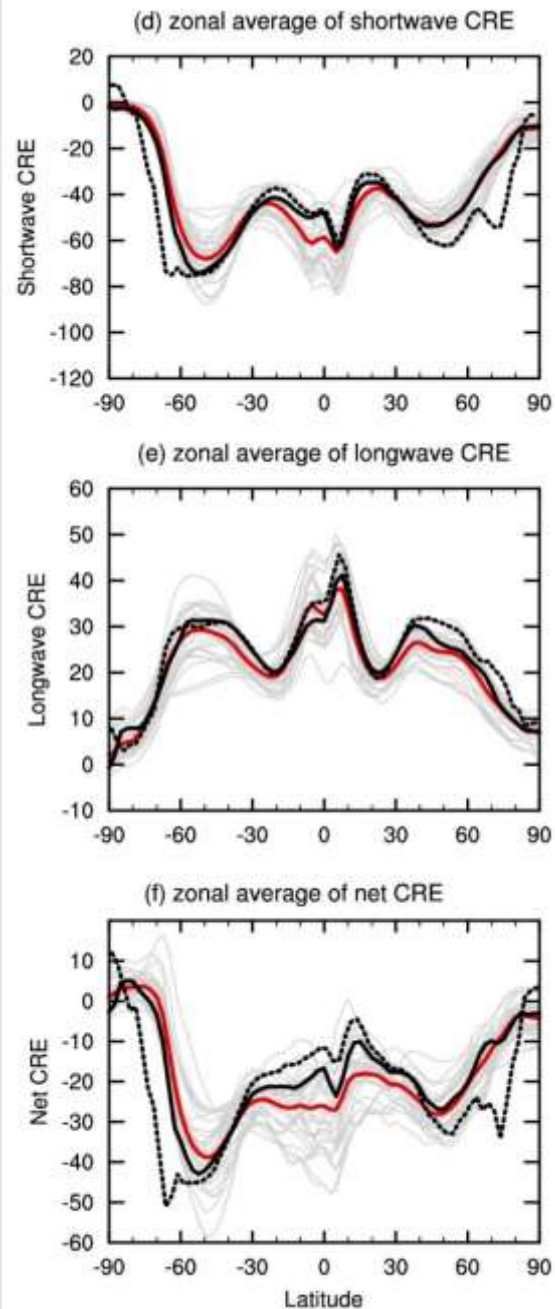 (d) zonal average of shortwave CRE
20
0
-20
-40
-60
-80
-100
-120
Shortwave CRE
-90 -60 -30 0 30 60 90
(e) zonal average of longwave CRE
60
50
40
30
20
10
0
-10
Longwave CRE
-90 -60 -30 0 30 60 90
(f) zonal average of net CRE
10
0
-10
-20
-30
-40
-50
-60
Net CRE
-90 -60 -30 0 30 60 90
Latitude